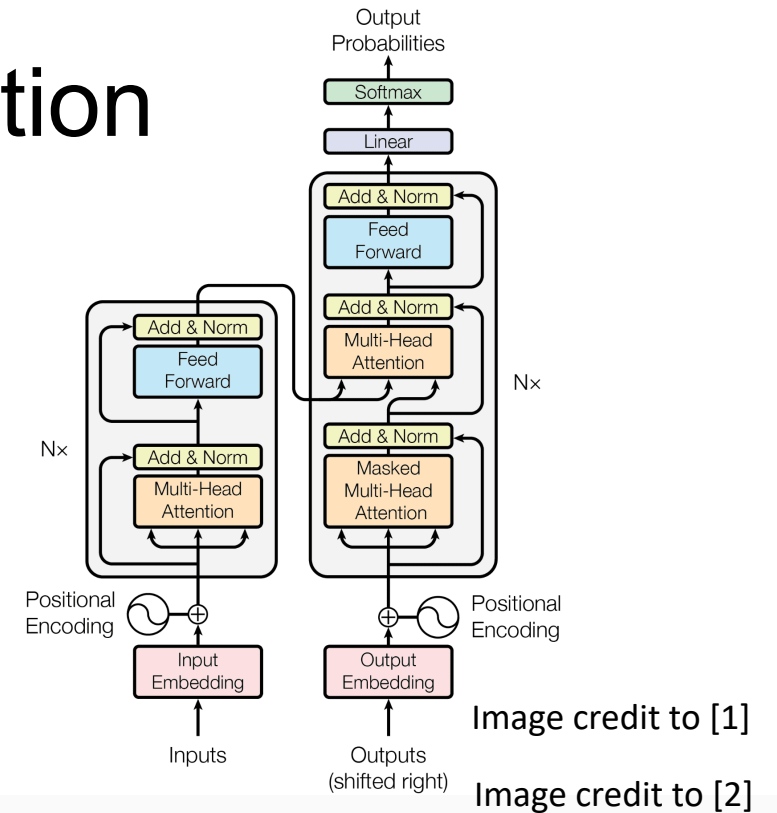 tion
Output
Probabilities
Softmax
Linear
Add & Norm
Feed
Forward
Add & Norm
Multi-Head
Attention
Nx
Add & Norm
Masked
Multi-Head
Attention
Add & Norm
Feed
Forward
Nx
Add & Norm
Multi-Head
Attention
Positional
Encoding
Positional
Encoding
Input
Embedding
Output
Embedding
Inputs
Outputs
(shifted right)
Image credit to [1]
Image credit to [2]